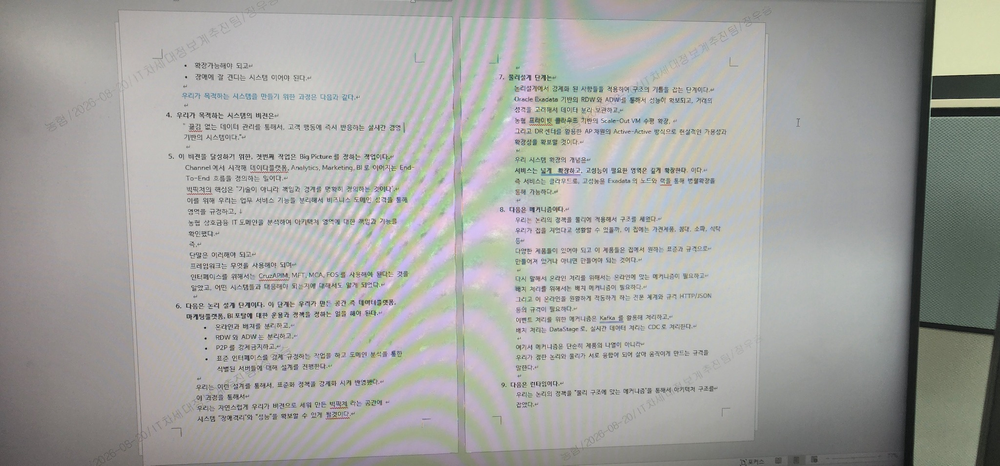 확장가능해야 되고
장애에 잘 견디는 시스템 이어야 된다.
우리가 목적하는 시스템을 만들기 위한 과정은 다음과 같다.
4. 우리가 목적하는 시스템의 비전은
" 끓김 없는 데이터 관리를 통해서, 고객 행동에 즉시 반응하는 실시간 경영
기반의 시스템이다."
5. 이 비전을 달성하기 위한, 첫번째 작업은 Big Picture 를 정하는 작업이다.
Channel 에서 시작해 데이타플랫폼, Analytics, Marketing, BI 로 이어지는 End-
To-End 흐름을 정의하는 일이다.
빅픽처의 핵심은 "기술이 아니라 책임과 경계를 명확히 정의하는 것이다".
이를 위해 우리는 업무 서비스 기능을 분리해서 비즈니스 도메인 성격을 통해
영역을 규정하고,
농협 상호금융 IT 도메인을 분석하여 아키텍처 영역에 대한 책임과 기능을
확인했다.
즉,
단말은 이러해야 되고
프레임워크는 무엇을 사용해야 되며
인터페이스를 위해서는 CruzAPIM, MFT, MCA, FOS 를 사용해야 된다는 것을
알았고, 어떤 시스템들과 대응해야 되는지에 대해서도 알게 되었다.
6. 다음은 논리 설계 단계이다. 이 단계는 우리가 만든 공간 즉 데이터플랫폼,
마케팅플랫폼, BI 포탈에 대한 운용과 정책을 정하는 일을 해야 된다.
온라인과 배치를 분리하고,
RDW 와 ADW 는 분리하고,
P2P 를 강제금지하고,
표준 인터페이스를 강제 규정하는 작업을 하고 도메인 분석을 통한
식별된 서버들에 대해 설계를 진행한다.
우리는 이런 설계를 통해서, 표준화 정책을 강제화 시켜 반영했다.
이 과정을 통해서
우리는 자연스럽게 우리가 비전으로 세워 만든 빅픽처 라는 공간에
시스템 "장애격리"와 "성능"을 확보할 수 있게 될것이다.
7. 물리설계 단계는
논리설계에서 강제화 된 사항들을 적용하여 구조의 기틀을 잡는 단계이다.
Oracle Exadata 기반의 RDW 와 ADW 를 통해서 성능이 확보되고, 거래의
성격을 고려해서 데이터 분리 보관하고,
농협 프라이빗 클라우드 기반의 Scale-Out VM 수평 확장,
그리고 DR 센터를 활용한 AP 차원의 Active-Active 방식으로 현실적인 가용성과
확장성을 확보할 것이다.
우리 시스템 확장의 개념은
서비스는 넓게 확장하고, 고성능이 필요한 영역은 깊게 확장한다. 이다.
즉 서비스는 클라우드로, 고성능은 Exadata 의 노드와 랙을 통해 병렬확장을
통해 가능하다.
8. 다음은 메커니즘이다.
우리는 논리의 정책을 물리에 적용해서 구조를 세웠다.
우리가 집을 지었다고 생활할 수 있을까, 이 집에는 가전제품, 침대, 소파, 식탁
등
다양한 제품들이 있어야 되고 이 제품들은 집에서 원하는 표준과 규격으로
만들어져 있거나 아니면 만들어야 되는 것이다.
다시 말해서 온라인 처리를 위해서는 온라인에 맞는 메커니즘이 필요하고
배치 처리를 위해서는 배치 메커니즘이 필요하다.
그리고 이 온라인을 원활하게 작동하게 하는 전문 체계와 규격 HTTP/JSON
등의 규격이 필요하다.
이벤트 처리를 위한 메커니즘은 Kafka 를 활용해 처리하고,
배치 처리는 DataStage 로, 실시간 데이터 처리는 CDC 로 처리한다.
여기서 메커니즘은 단순히 제품의 나열이 아니라
우리가 정한 논리와 물리가 서로 융합이 되어 살아 움직이게 만드는 규격을
말한다.
9. 다음은 런타임이다.
우리는 논리의 정책을 "물리 구조에 맞는 메커니즘"을 통해서 아키텍처 구조를
잡았다.
농협/2026-08-20/IT차세대정보계추진팀/장우승
포커스